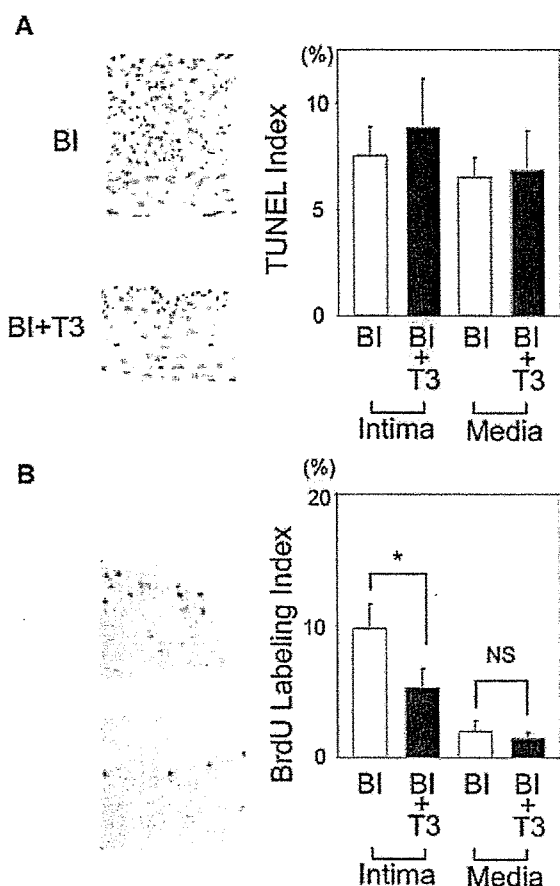 A
BI
BI+T3
(%)
TUNEL Index
10
5
0
BI
BI
+
T3
BI
BI
+
T3
Intima
Media
B
(%)
BrdU Labeling Index
20
10
0
*
NS
BI
BI
+
T3
BI
BI
+
T3
Intima
Media